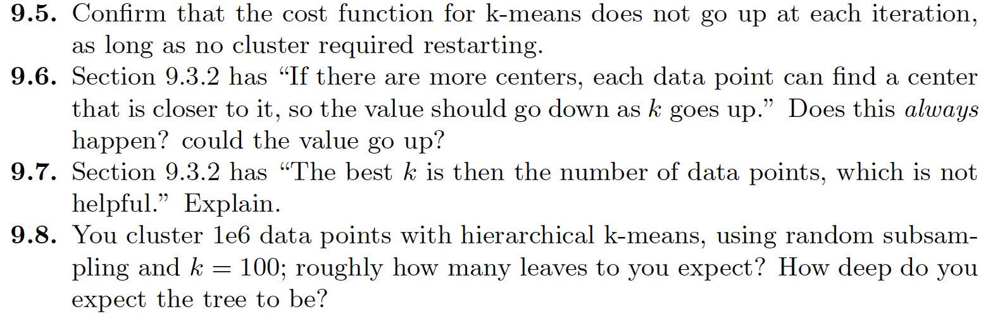 9.5. Confirm that the cost function for k-means does not go up at each iteration,
as long as no cluster required restarting.
9.6. Section 9.3.2 has “If there are more centers, each data point can find a center
that is closer to it, so the value should go down as k goes up.” Does this always
happen? could the value go up?
9.7. Section 9.3.2 has “The best k is then the number of data points, which is not
helpful.” Explain.
9.8. You cluster 1e6 data points with hierarchical k-means, using random subsam-
pling and k = 100; roughly how many leaves to you expect? How deep do you
expect the tree to be?